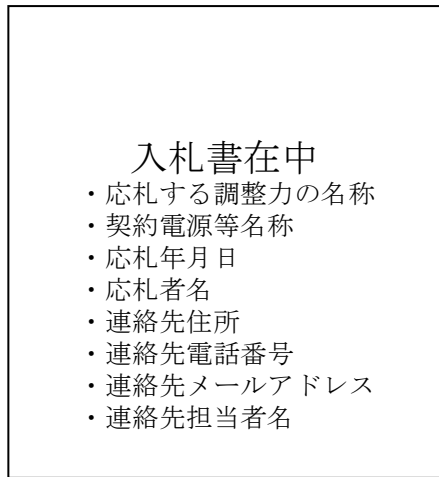 入札書在中
・応札する調整力の名称
・契約電源等名称
・応札年月日
・応札者名
・連絡先住所
・連絡先電話番号
・連絡先メールアドレス
・連絡先担当者名